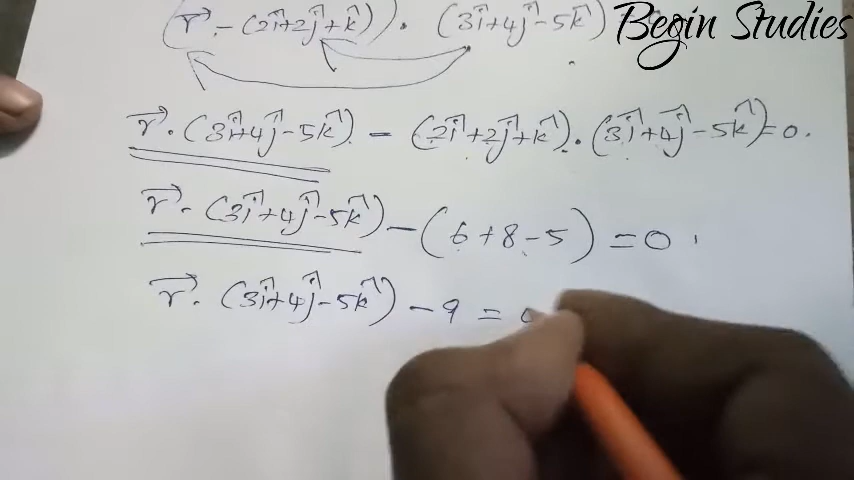 Begin Studies
(r⃗ - (2î+2ĵ+k̂)) · (3î+4ĵ-5k̂)
r⃗ · (3î+4ĵ-5k̂) - (2î+2ĵ+k̂) · (3î+4ĵ-5k̂) = 0.
r⃗ · (3î+4ĵ-5k̂) - (6+8-5) = 0.
r⃗ · (3î+4ĵ-5k̂) - 9 =